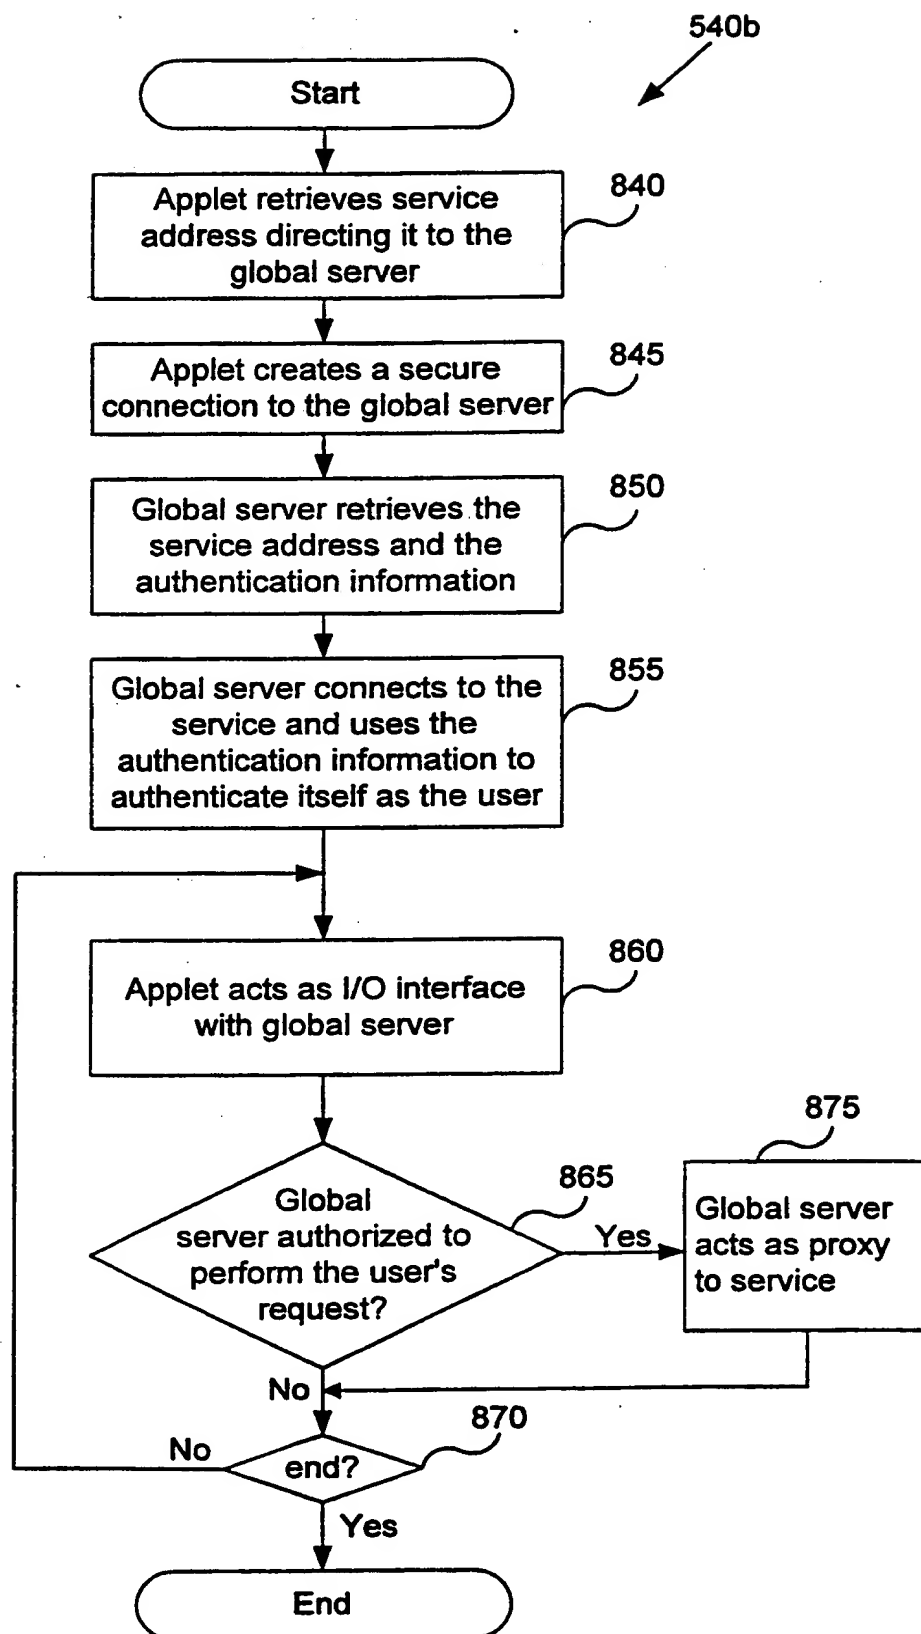 540b
Start
840
Applet retrieves service
address directing it to the
global server
845
Applet creates a secure
connection to the global server
850
Global server retrieves the
service address and the
authentication information
855
Global server connects to the
service and uses the
authentication information to
authenticate itself as the user
860
Applet acts as I/O interface
with global server
875
865
Global
server authorized to
perform the user's
request?
Yes
Global server
acts as proxy
to service
No
870
No
end?
Yes
End